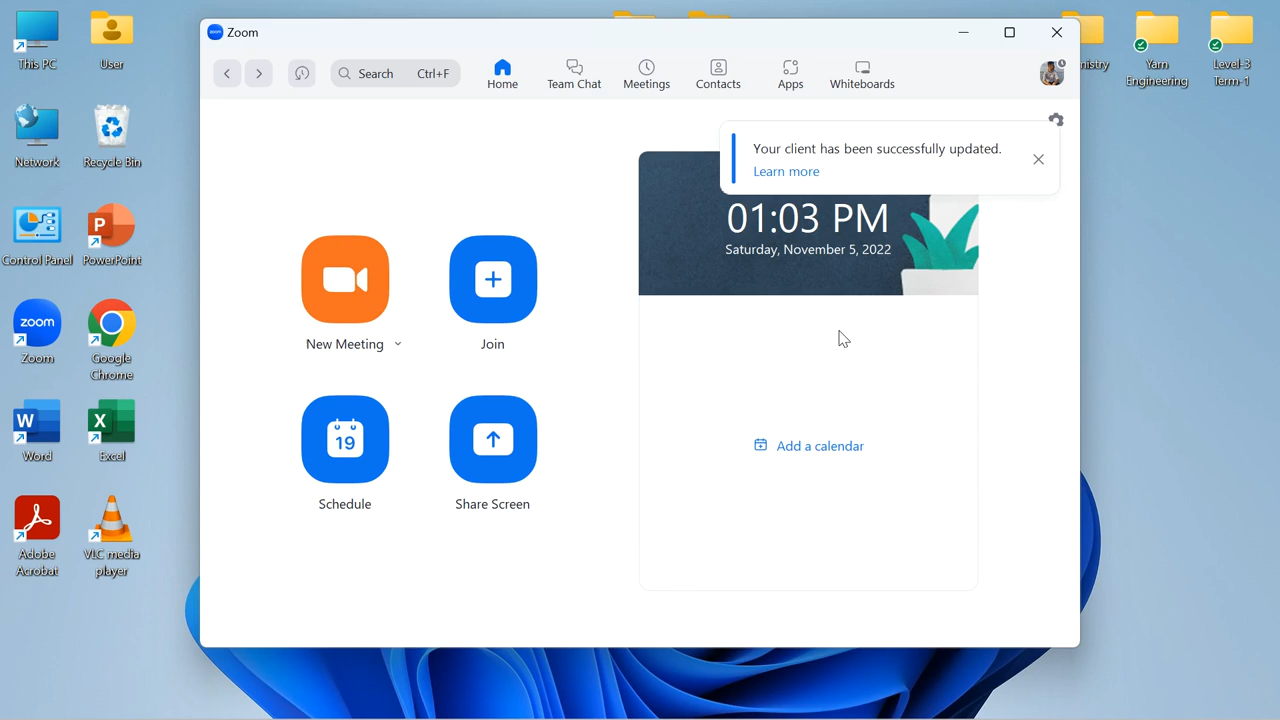 This PC
User
Network
Recycle Bin
Control Panel
P
PowerPoint
zoom
Zoom
Google
Chrome
W
Word
X
Excel
Adobe
Acrobat
VLC media
player
zoom
Zoom
Search
Ctrl+F
Home
Team Chat
Meetings
Contacts
Apps
Whiteboards
Your client has been successfully updated.
Learn more
01:03 PM
Saturday, November 5, 2022
New Meeting
Join
19
Schedule
Share Screen
Add a calendar
Yarn
Engineering
Level-3
Term-1